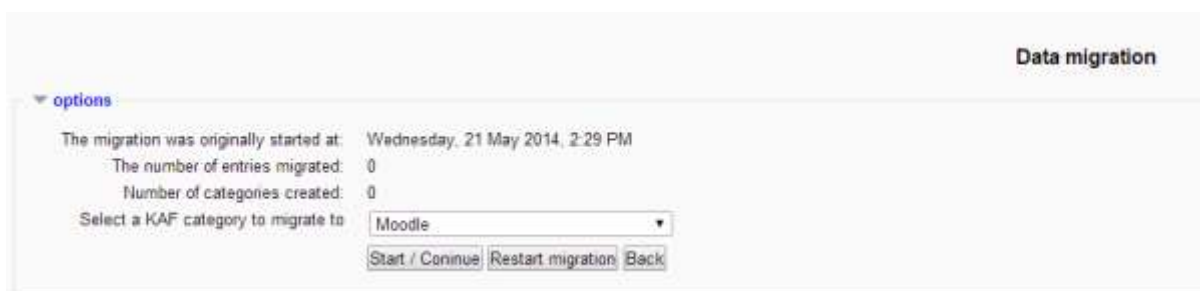 Data migration
options
The migration was originally started at: Wednesday, 21 May 2014, 2:29 PM
The number of entries migrated: 0
Number of categories created: 0
Select a KAF category to migrate to Moodle
Start / Coninue Restart migration Back